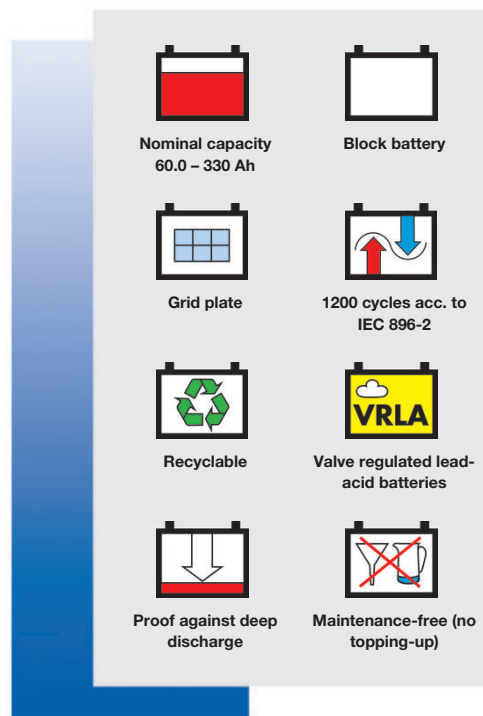 Nominal capacity
60.0 – 330 Ah
Block battery
Grid plate
1200 cycles acc. to
IEC 896-2
Recyclable
VRLA
Valve regulated lead-
acid batteries
Proof against deep
discharge
Maintenance-free (no
topping-up)